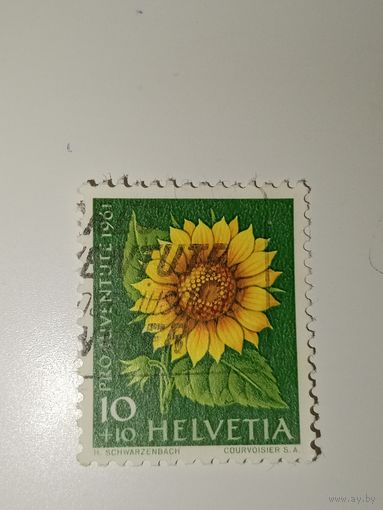 PRO JUVENTUTE 1961
10
+10 HELVETIA
H. SCHWARZENBACH COURVOISIER S.A.
www.ay.by